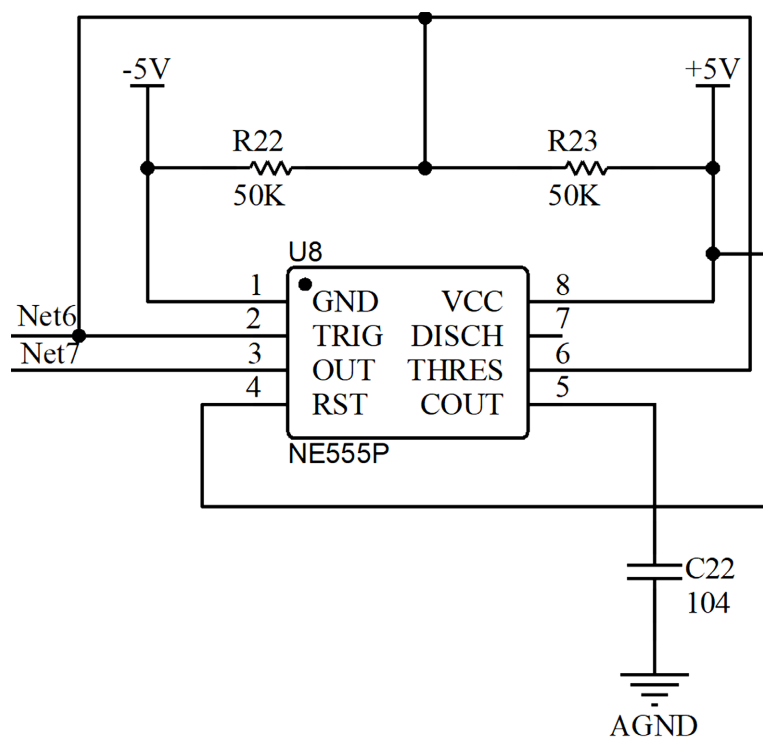 -5V
+5V
R22
R23
50K
50K
U8
1
GND
VCC
8
Net6
2
TRIG
DISCH
7
Net7
3
OUT
THRES
6
4
RST
COUT
5
NE555P
C22
104
AGND